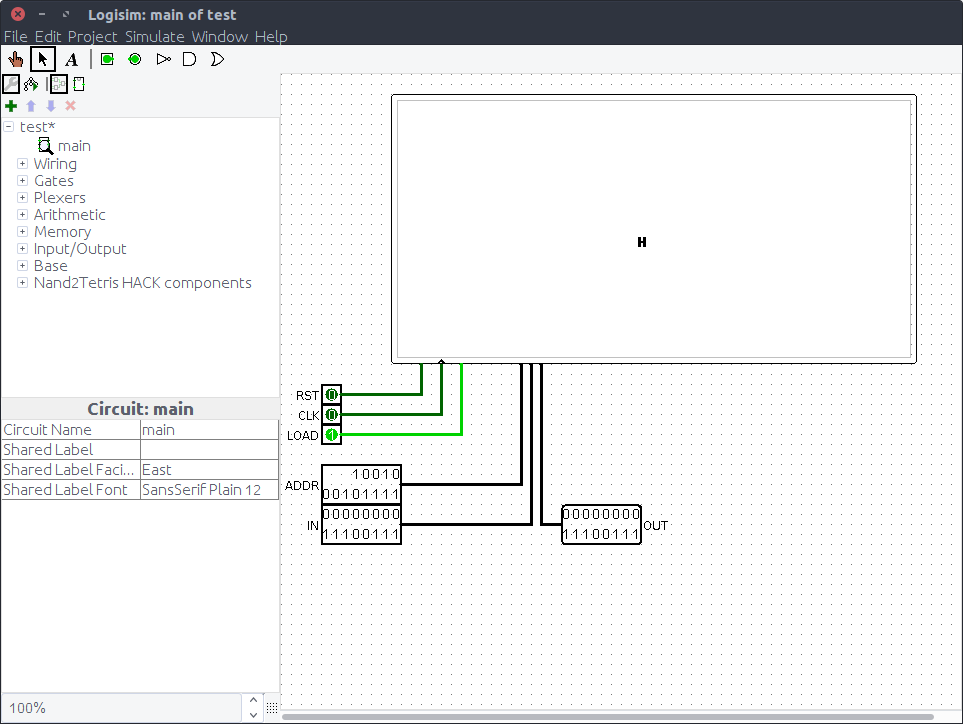 Logisim: main of test
File Edit Project Simulate Window Help
A
test*
main
Wiring
Gates
Plexers
Arithmetic
Memory
Input/Output
Base
Nand2Tetris HACK components
H
RST 0
CLK 0
LOAD 1
ADDR 10010
00101111
IN 00000000
11100111
00000000
11100111 OUT
Circuit: main
Circuit Name main
Shared Label
Shared Label Faci... East
Shared Label Font SansSerif Plain 12
100%